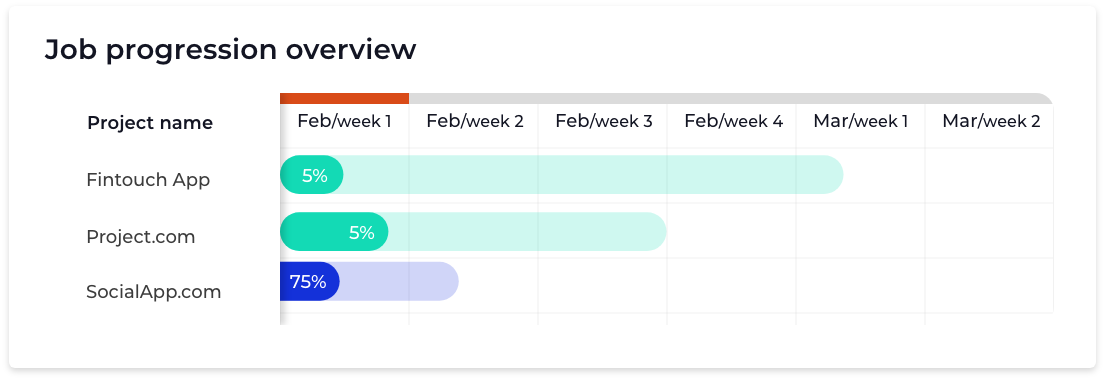 Job progression overview
Project name Feb/week 1 Feb/week 2 Feb/week 3 Feb/week 4 Mar/week 1 Mar/week 2
Fintouch App 5%
Project.com 5%
SocialApp.com 75%